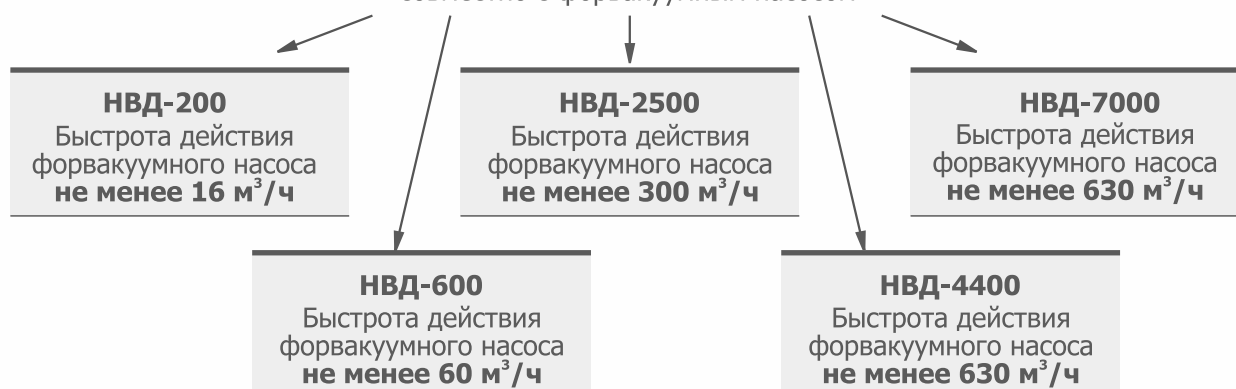 НВД-200
Быстрота действия
форвакуумного насоса
не менее 16 м³/ч
НВД-2500
Быстрота действия
форвакуумного насоса
не менее 300 м³/ч
НВД-7000
Быстрота действия
форвакуумного насоса
не менее 630 м³/ч
НВД-600
Быстрота действия
форвакуумного насоса
не менее 60 м³/ч
НВД-4400
Быстрота действия
форвакуумного насоса
не менее 630 м³/ч